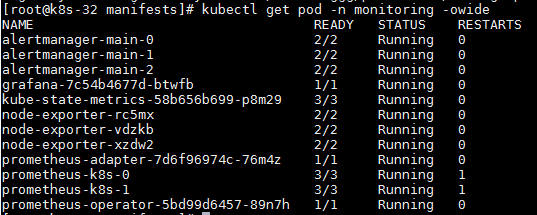 [root@k8s-32 manifests]# kubectl get pod -n monitoring -owide
NAME READY STATUS RESTARTS
alertmanager-main-0 2/2 Running 0
alertmanager-main-1 2/2 Running 0
alertmanager-main-2 2/2 Running 0
grafana-7c54b4677d-btwfb 1/1 Running 0
kube-state-metrics-58b656b699-p8m29 3/3 Running 0
node-exporter-rc5mx 2/2 Running 0
node-exporter-vdzkb 2/2 Running 0
node-exporter-xzdw2 2/2 Running 0
prometheus-adapter-7d6f96974c-76m4z 1/1 Running 0
prometheus-k8s-0 3/3 Running 1
prometheus-k8s-1 3/3 Running 1
prometheus-operator-5bd99d6457-89n7h 1/1 Running 0